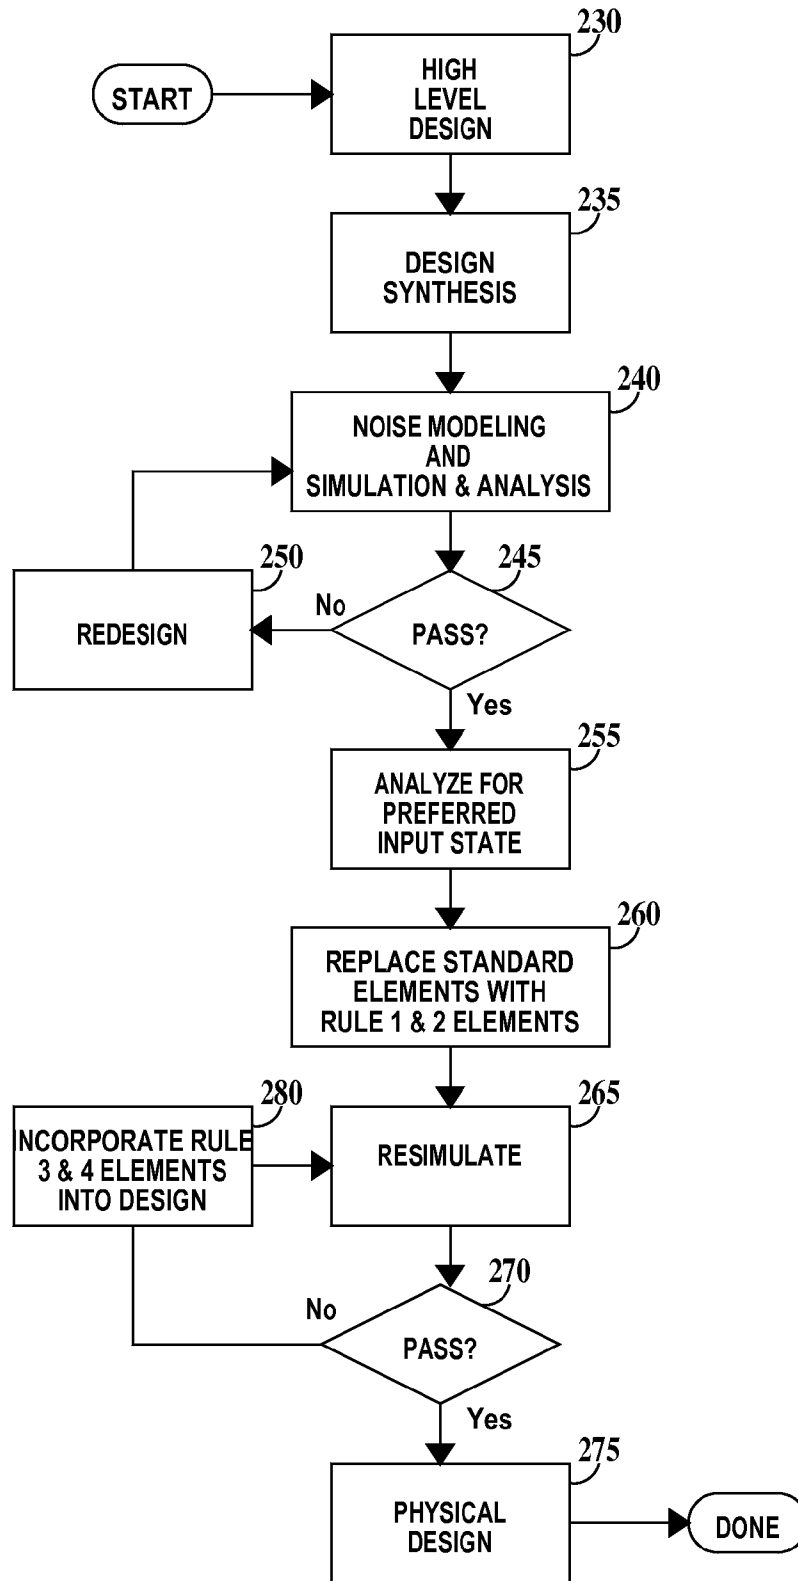 230
START
HIGH
LEVEL
DESIGN
235
DESIGN
SYNTHESIS
240
NOISE MODELING
AND
SIMULATION & ANALYSIS
250
245
REDESIGN
No
PASS?
Yes
255
ANALYZE FOR
PREFERRED
INPUT STATE
260
REPLACE STANDARD
ELEMENTS WITH
RULE 1 & 2 ELEMENTS
280
265
INCORPORATE RULE
3 & 4 ELEMENTS
INTO DESIGN
RESIMULATE
270
No
PASS?
Yes
275
PHYSICAL
DESIGN
DONE